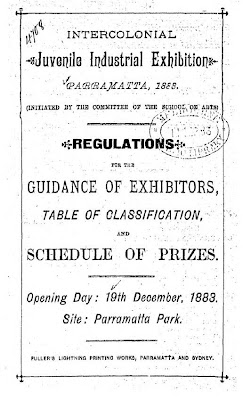 INTERCOLONIAL
Juvenile Industrial Exhibition
PARRAMATTA, 1883.
(INITIATED BY THE COMMITTEE OF THE SCHOOL OF ARTS)
REGULATIONS
FOR THE
GUIDANCE OF EXHIBITORS,
TABLE OF CLASSIFICATION,
AND
SCHEDULE OF PRIZES.
Opening Day: 19th December, 1883.
Site: Parramatta Park.
FULLER'S LIGHTNING PRINTING WORKS, PARRAMATTA AND SYDNEY.